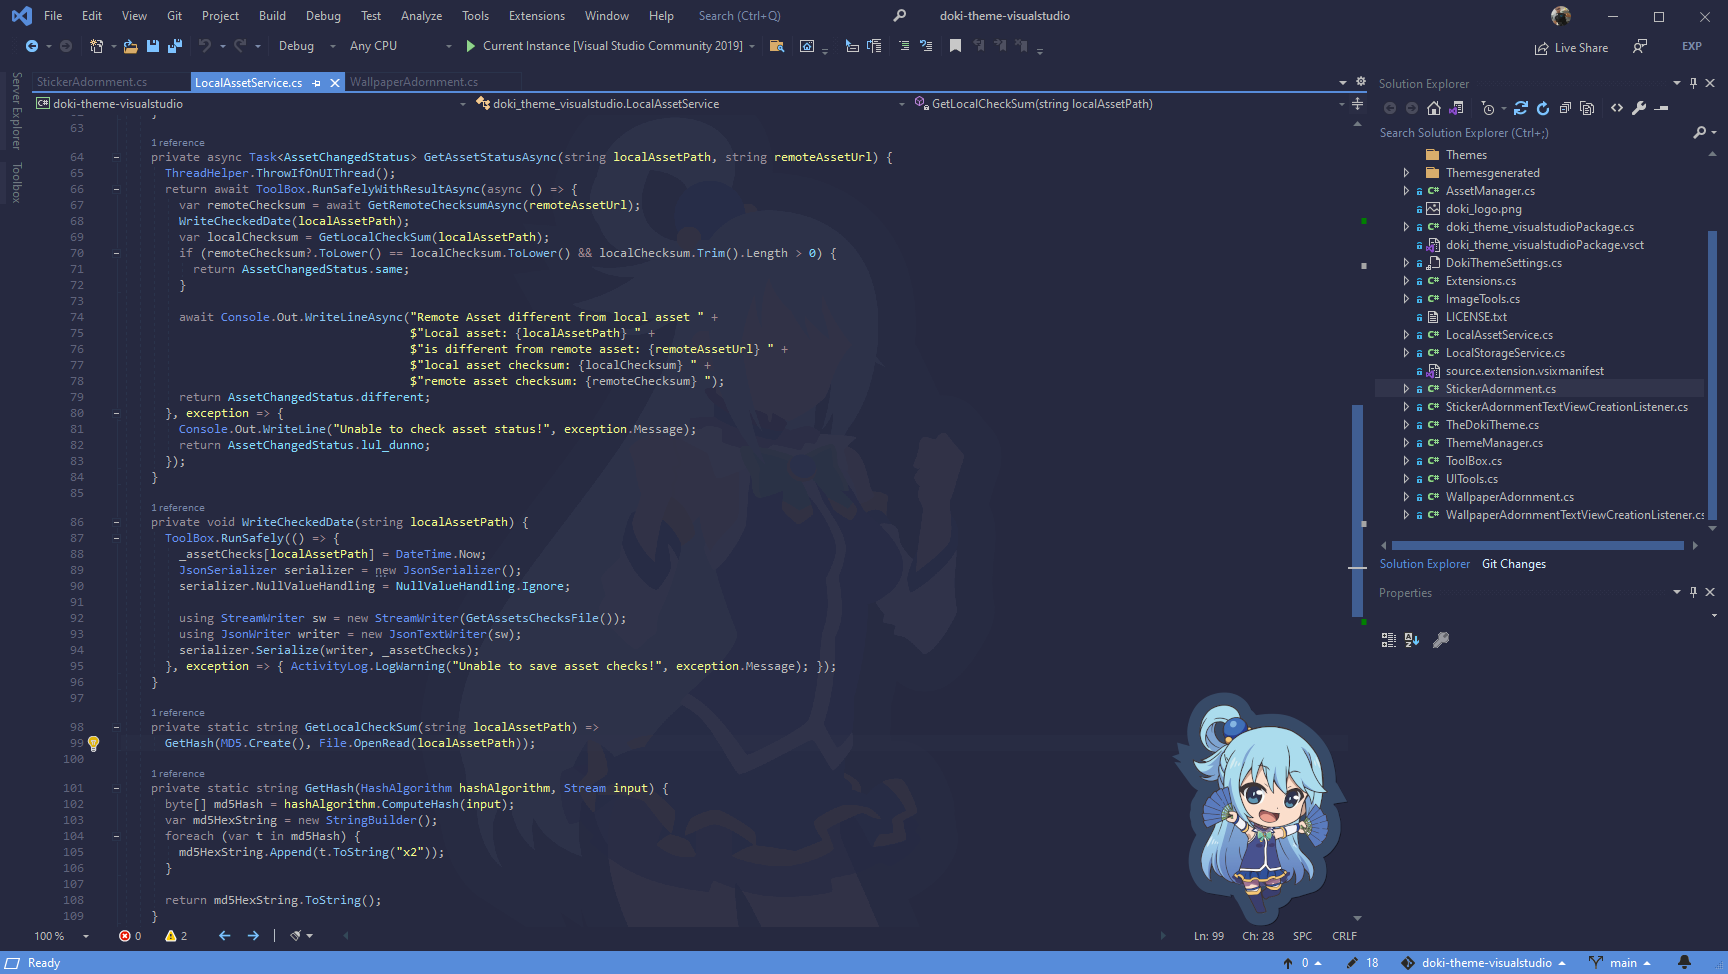 File Edit View Git Project Build Debug Test Analyze Tools Extensions Window Help Search (Ctrl+Q) doki-theme-visualstudio
Debug Any CPU Current Instance [Visual Studio Community 2019] Live Share EXP
Server Explorer
Toolbox
StickerAdornment.cs LocalAssetService.cs WallpaperAdornment.cs
doki-theme-visualstudio doki_theme_visualstudio.LocalAssetService GetLocalCheckSum(string localAssetPath)
63
1 reference
64 private async Task<AssetChangedStatus> GetAssetStatusAsync(string localAssetPath, string remoteAssetUrl) {
65 ThreadHelper.ThrowIfOnUIThread();
66 return await ToolBox.RunSafelyWithResultAsync(async () => {
67 var remoteChecksum = await GetRemoteChecksumAsync(remoteAssetUrl);
68 WriteCheckedDate(localAssetPath);
69 var localChecksum = GetLocalCheckSum(localAssetPath);
70 if (remoteChecksum?.ToLower() == localChecksum.ToLower() && localChecksum.Trim().Length > 0) {
71 return AssetChangedStatus.same;
72 }
73
74 await Console.Out.WriteLineAsync("Remote Asset different from local asset " +
75 $"Local asset: {localAssetPath} " +
76 $"is different from remote asset: {remoteAssetUrl} " +
77 $"local asset checksum: {localChecksum} " +
78 $"remote asset checksum: {remoteChecksum} ");
79 return AssetChangedStatus.different;
80 }, exception => {
81 Console.Out.WriteLine("Unable to check asset status!", exception.Message);
82 return AssetChangedStatus.lul_dunno;
83 });
84 }
85
1 reference
86 private void WriteCheckedDate(string localAssetPath) {
87 ToolBox.RunSafely(() => {
88 _assetChecks[localAssetPath] = DateTime.Now;
89 JsonSerializer serializer = new JsonSerializer();
90 serializer.NullValueHandling = NullValueHandling.Ignore;
91
92 using StreamWriter sw = new StreamWriter(GetAssetsChecksFile());
93 using JsonWriter writer = new JsonTextWriter(sw);
94 serializer.Serialize(writer, _assetChecks);
95 }, exception => { ActivityLog.LogWarning("Unable to save asset checks!", exception.Message); });
96 }
97
1 reference
98 private static string GetLocalCheckSum(string localAssetPath) =>
99 GetHash(MD5.Create(), File.OpenRead(localAssetPath));
100
1 reference
101 private static string GetHash(HashAlgorithm hashAlgorithm, Stream input) {
102 byte[] md5Hash = hashAlgorithm.ComputeHash(input);
103 var md5HexString = new StringBuilder();
104 foreach (var t in md5Hash) {
105 md5HexString.Append(t.ToString("x2"));
106 }
107
108 return md5HexString.ToString();
109 }
100 % 0 2 Ln: 99 Ch: 28 SPC CRLF
Solution Explorer
Search Solution Explorer (Ctrl+;)
Themes
Themesgenerated
AssetManager.cs
doki_logo.png
doki_theme_visualstudioPackage.cs
doki_theme_visualstudioPackage.vsct
DokiThemeSettings.cs
Extensions.cs
ImageTools.cs
LICENSE.txt
LocalAssetService.cs
LocalStorageService.cs
source.extension.vsixmanifest
StickerAdornment.cs
StickerAdornmentTextViewCreationListener.cs
TheDokiTheme.cs
ThemeManager.cs
ToolBox.cs
UITools.cs
WallpaperAdornment.cs
WallpaperAdornmentTextViewCreationListener.cs
Solution Explorer Git Changes
Properties
Ready 0 18 doki-theme-visualstudio main